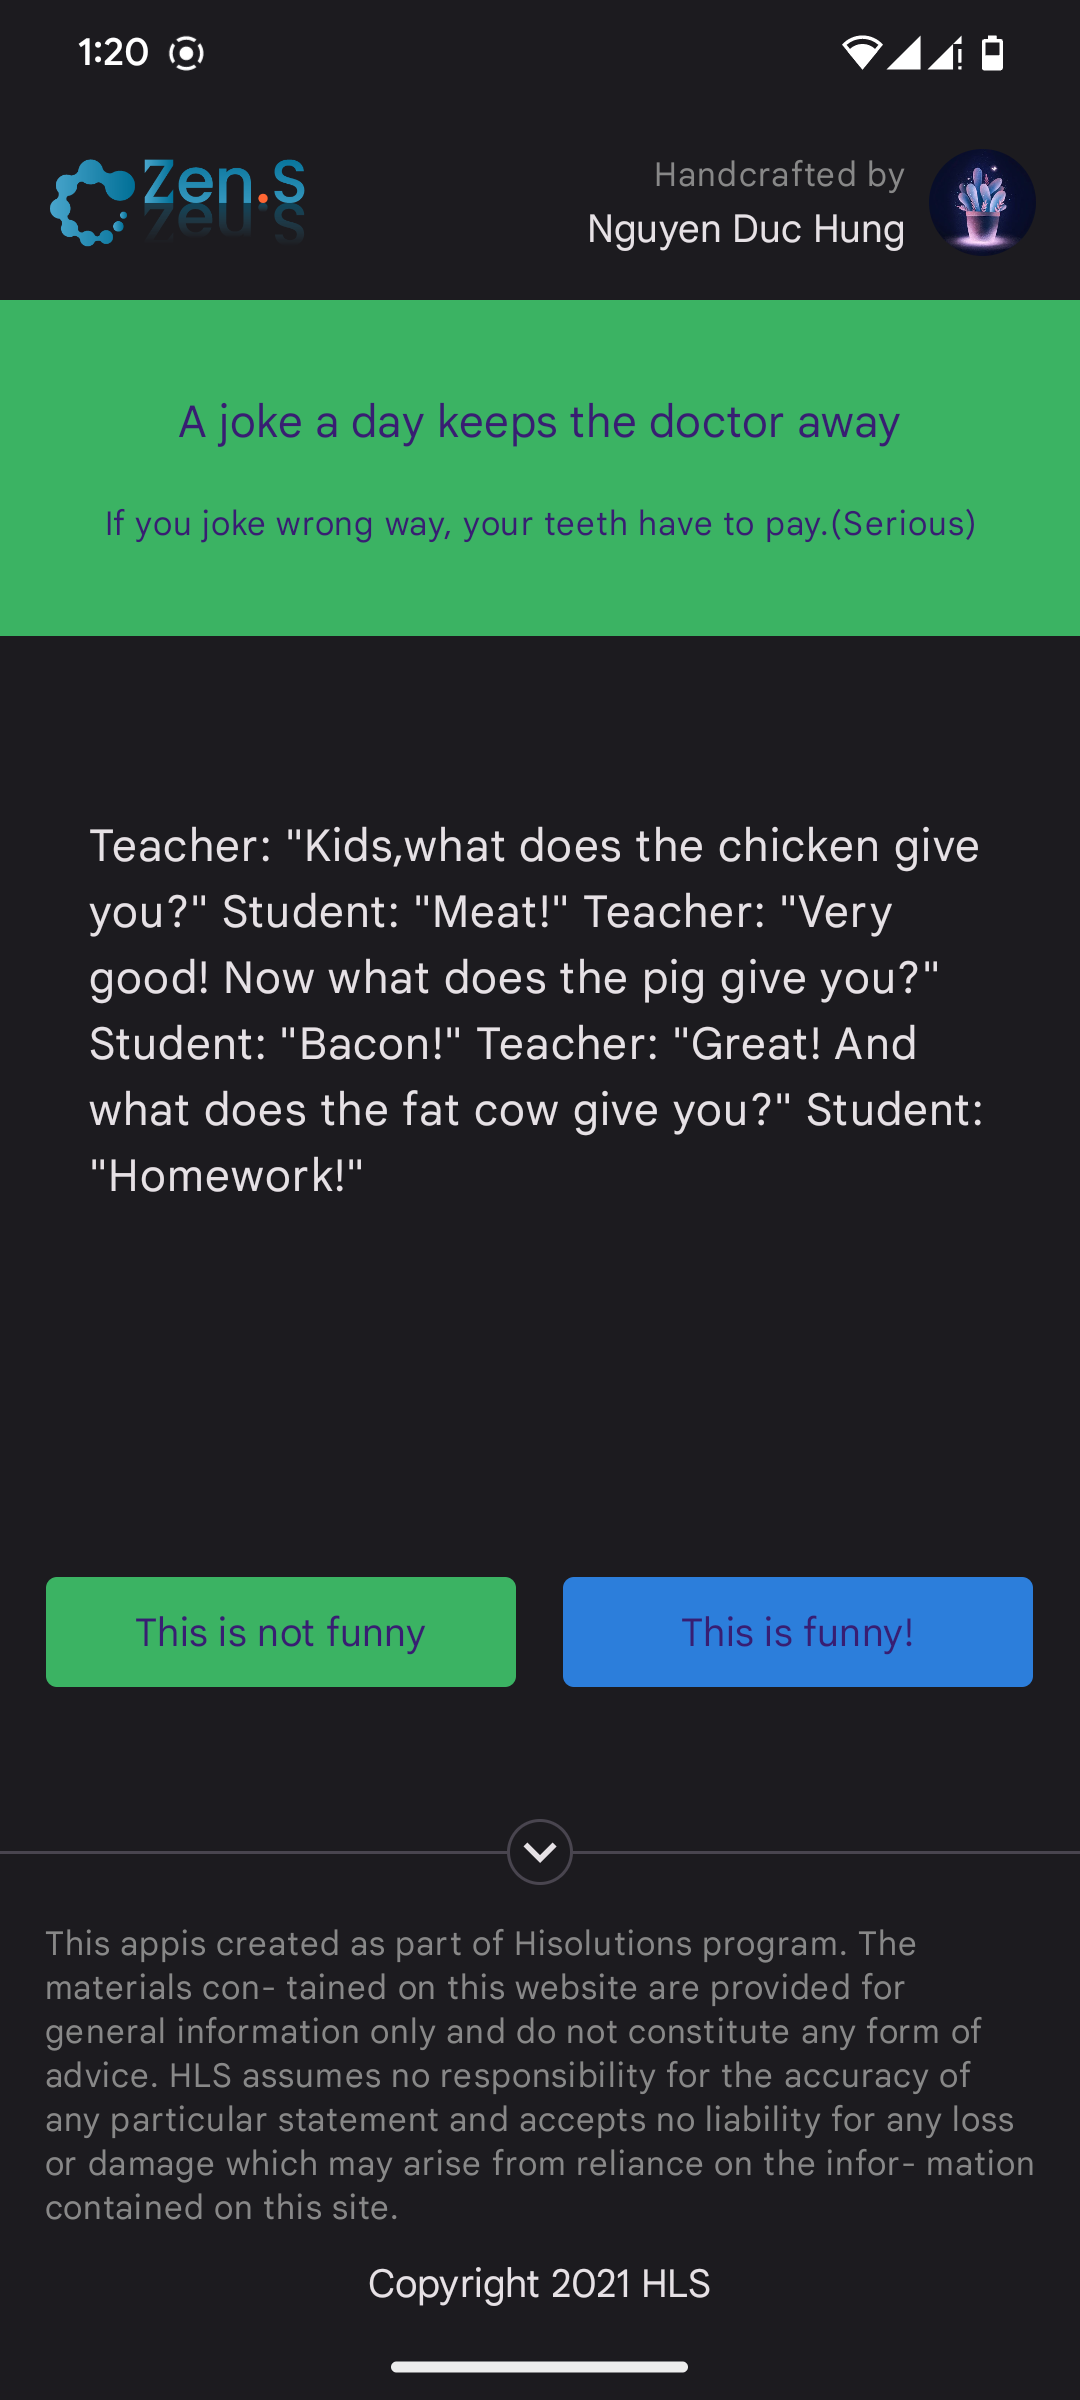 1:20
Zen.S
Handcrafted by
Nguyen Duc Hung
A joke a day keeps the doctor away
If you joke wrong way, your teeth have to pay.(Serious)
Teacher: "Kids,what does the chicken give
you?" Student: "Meat!" Teacher: "Very
good! Now what does the pig give you?"
Student: "Bacon!" Teacher: "Great! And
what does the fat cow give you?" Student:
"Homework!"
This is not funny
This is funny!
This appis created as part of Hisolutions program. The
materials con- tained on this website are provided for
general information only and do not constitute any form of
advice. HLS assumes no responsibility for the accuracy of
any particular statement and accepts no liability for any loss
or damage which may arise from reliance on the infor- mation
contained on this site.
Copyright 2021 HLS